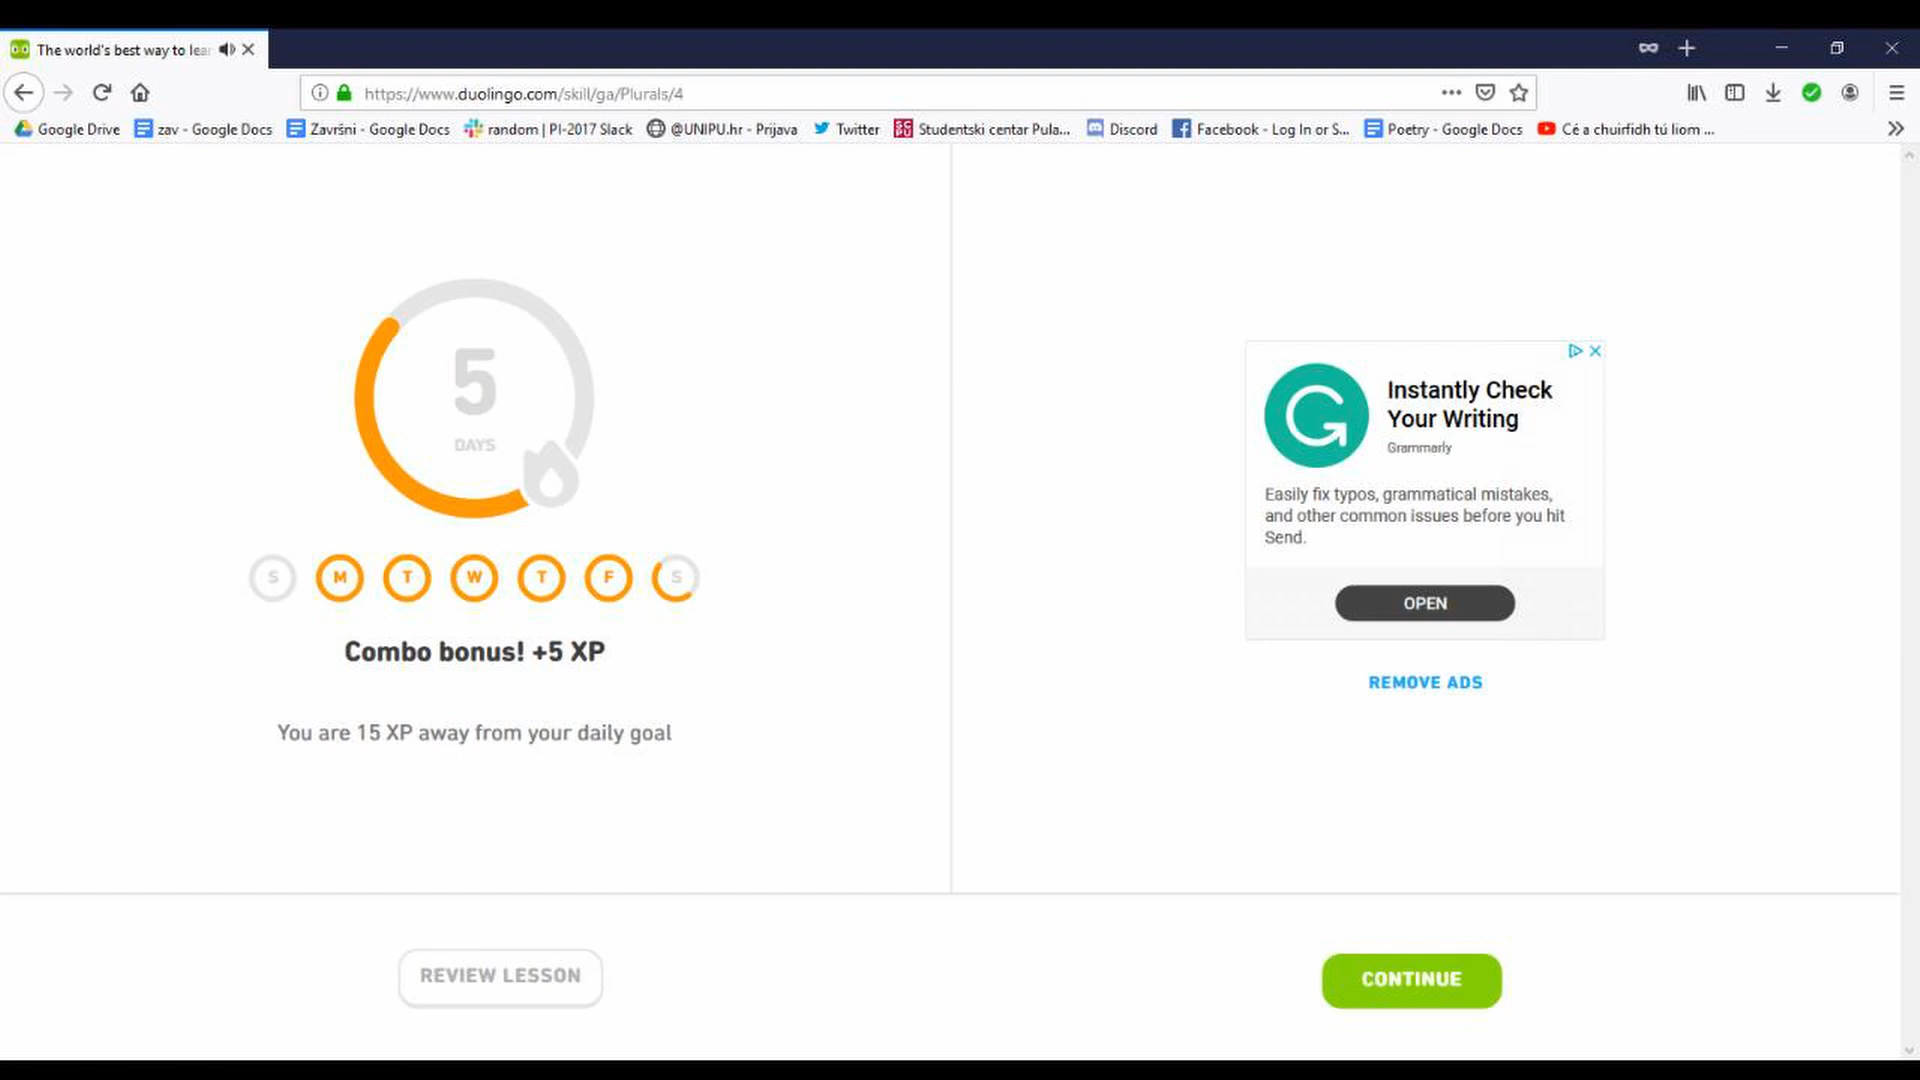 The world's best way to lear
https://www.duolingo.com/skill/ga/Plurals/4
Google Drive zav - Google Docs Završni - Google Docs random | PI-2017 Slack @UNIPU.hr - Prijava Twitter Studentski centar Pula... Discord Facebook - Log In or S... Poetry - Google Docs Cé a chuirfidh tú liom ...
5
DAYS
S M T W T F S
Combo bonus! +5 XP
You are 15 XP away from your daily goal
Instantly Check
Your Writing
Grammarly
Easily fix typos, grammatical mistakes,
and other common issues before you hit
Send.
OPEN
REMOVE ADS
REVIEW LESSON
CONTINUE